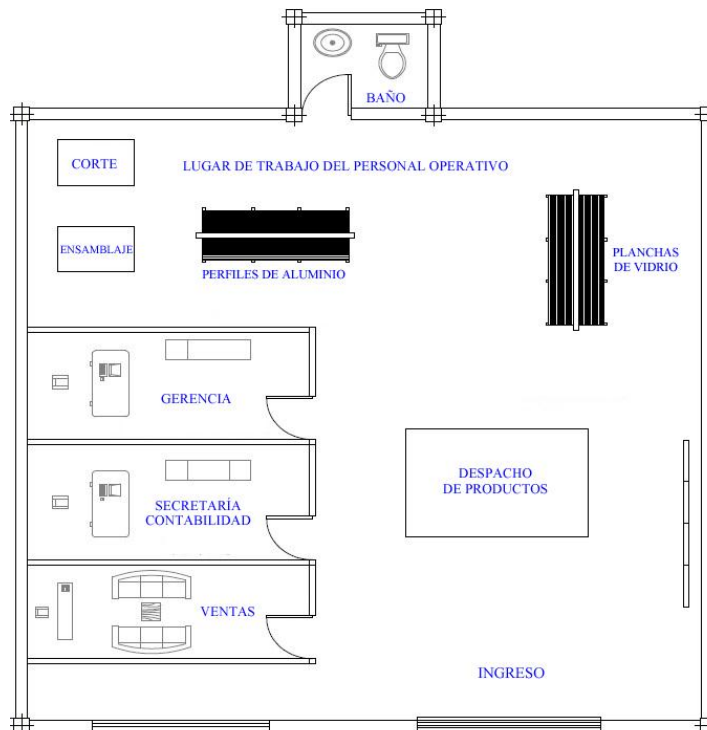 BAÑO
CORTE
LUGAR DE TRABAJO DEL PERSONAL OPERATIVO
ENSAMBLAJE
PERFILES DE ALUMINIO
PLANCHAS
DE VIDRIO
GERENCIA
DESPACHO
DE PRODUCTOS
SECRETARÍA
CONTABILIDAD
VENTAS
INGRESO